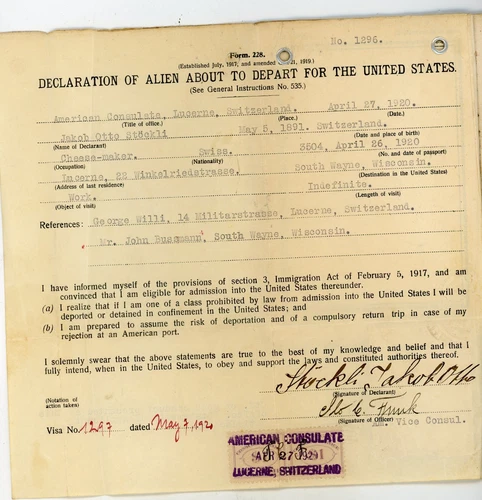 No. 1296.
Form 228.
(Established July, 1917, and amended 21, 1919.)
DECLARATION OF ALIEN ABOUT TO DEPART FOR THE UNITED STATES.
(See General Instructions No. 535.)
American Consulate, Lucerne, Switzerland. April 27, 1920.
(Title of office.) (Place.) (Date.)
Jakob Otto Stöckli May 5, 1891. Switzerland.
(Name of Declarant) (Date and place of birth)
Cheese-maker. Swiss. 3504, April 26, 1920
(Occupation) (Nationality) (No. and date of passport)
Lucerne, 22 Winkelriedstrasse. South Wayne, Wisconsin.
(Address of last residence) (Destination in the United States)
Work. Indefinite.
(Object of visit) (Length of visit)
References: George Willi, 14 Militarstrasse, Lucerne, Switzerland.
Mr. John Bussmann, South Wayne, Wisconsin.
I have informed myself of the provisions of section 3, Immigration Act of February 5, 1917, and am
convinced that I am eligible for admission into the United States thereunder.
(a) I realize that if I am one of a class prohibited by law from admission into the United States I will be
deported or detained in confinement in the United States; and
(b) I am prepared to assume the risk of deportation and of a compulsory return trip in case of my
rejection at an American port.
I solemnly swear that the above statements are true to the best of my knowledge and belief and that I
fully intend, when in the United States, to obey and support the laws and constituted authorities thereof.
Stöckli Jakob Otto
(Signature of Declarant)
(Notation of
action taken)
Funk
(Signature of Officer)
Vice Consul.
Visa No. 1297 dated May 7, 192
AMERICAN CONSULATE
APR 27 1920
LUCERNE, SWITZERLAND